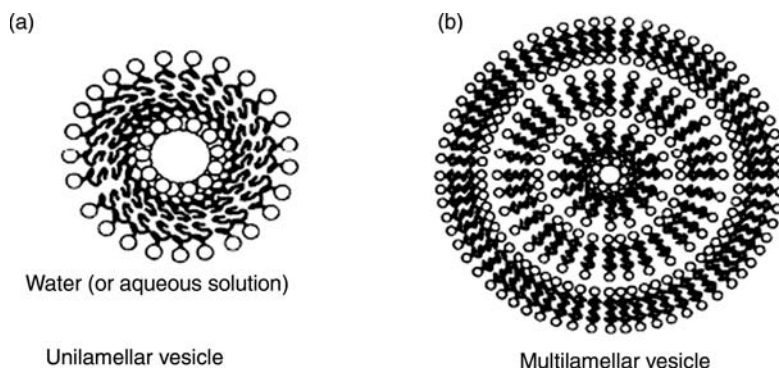 (a)
(b)
Water (or aqueous solution)
Unilamellar vesicle
Multilamellar vesicle